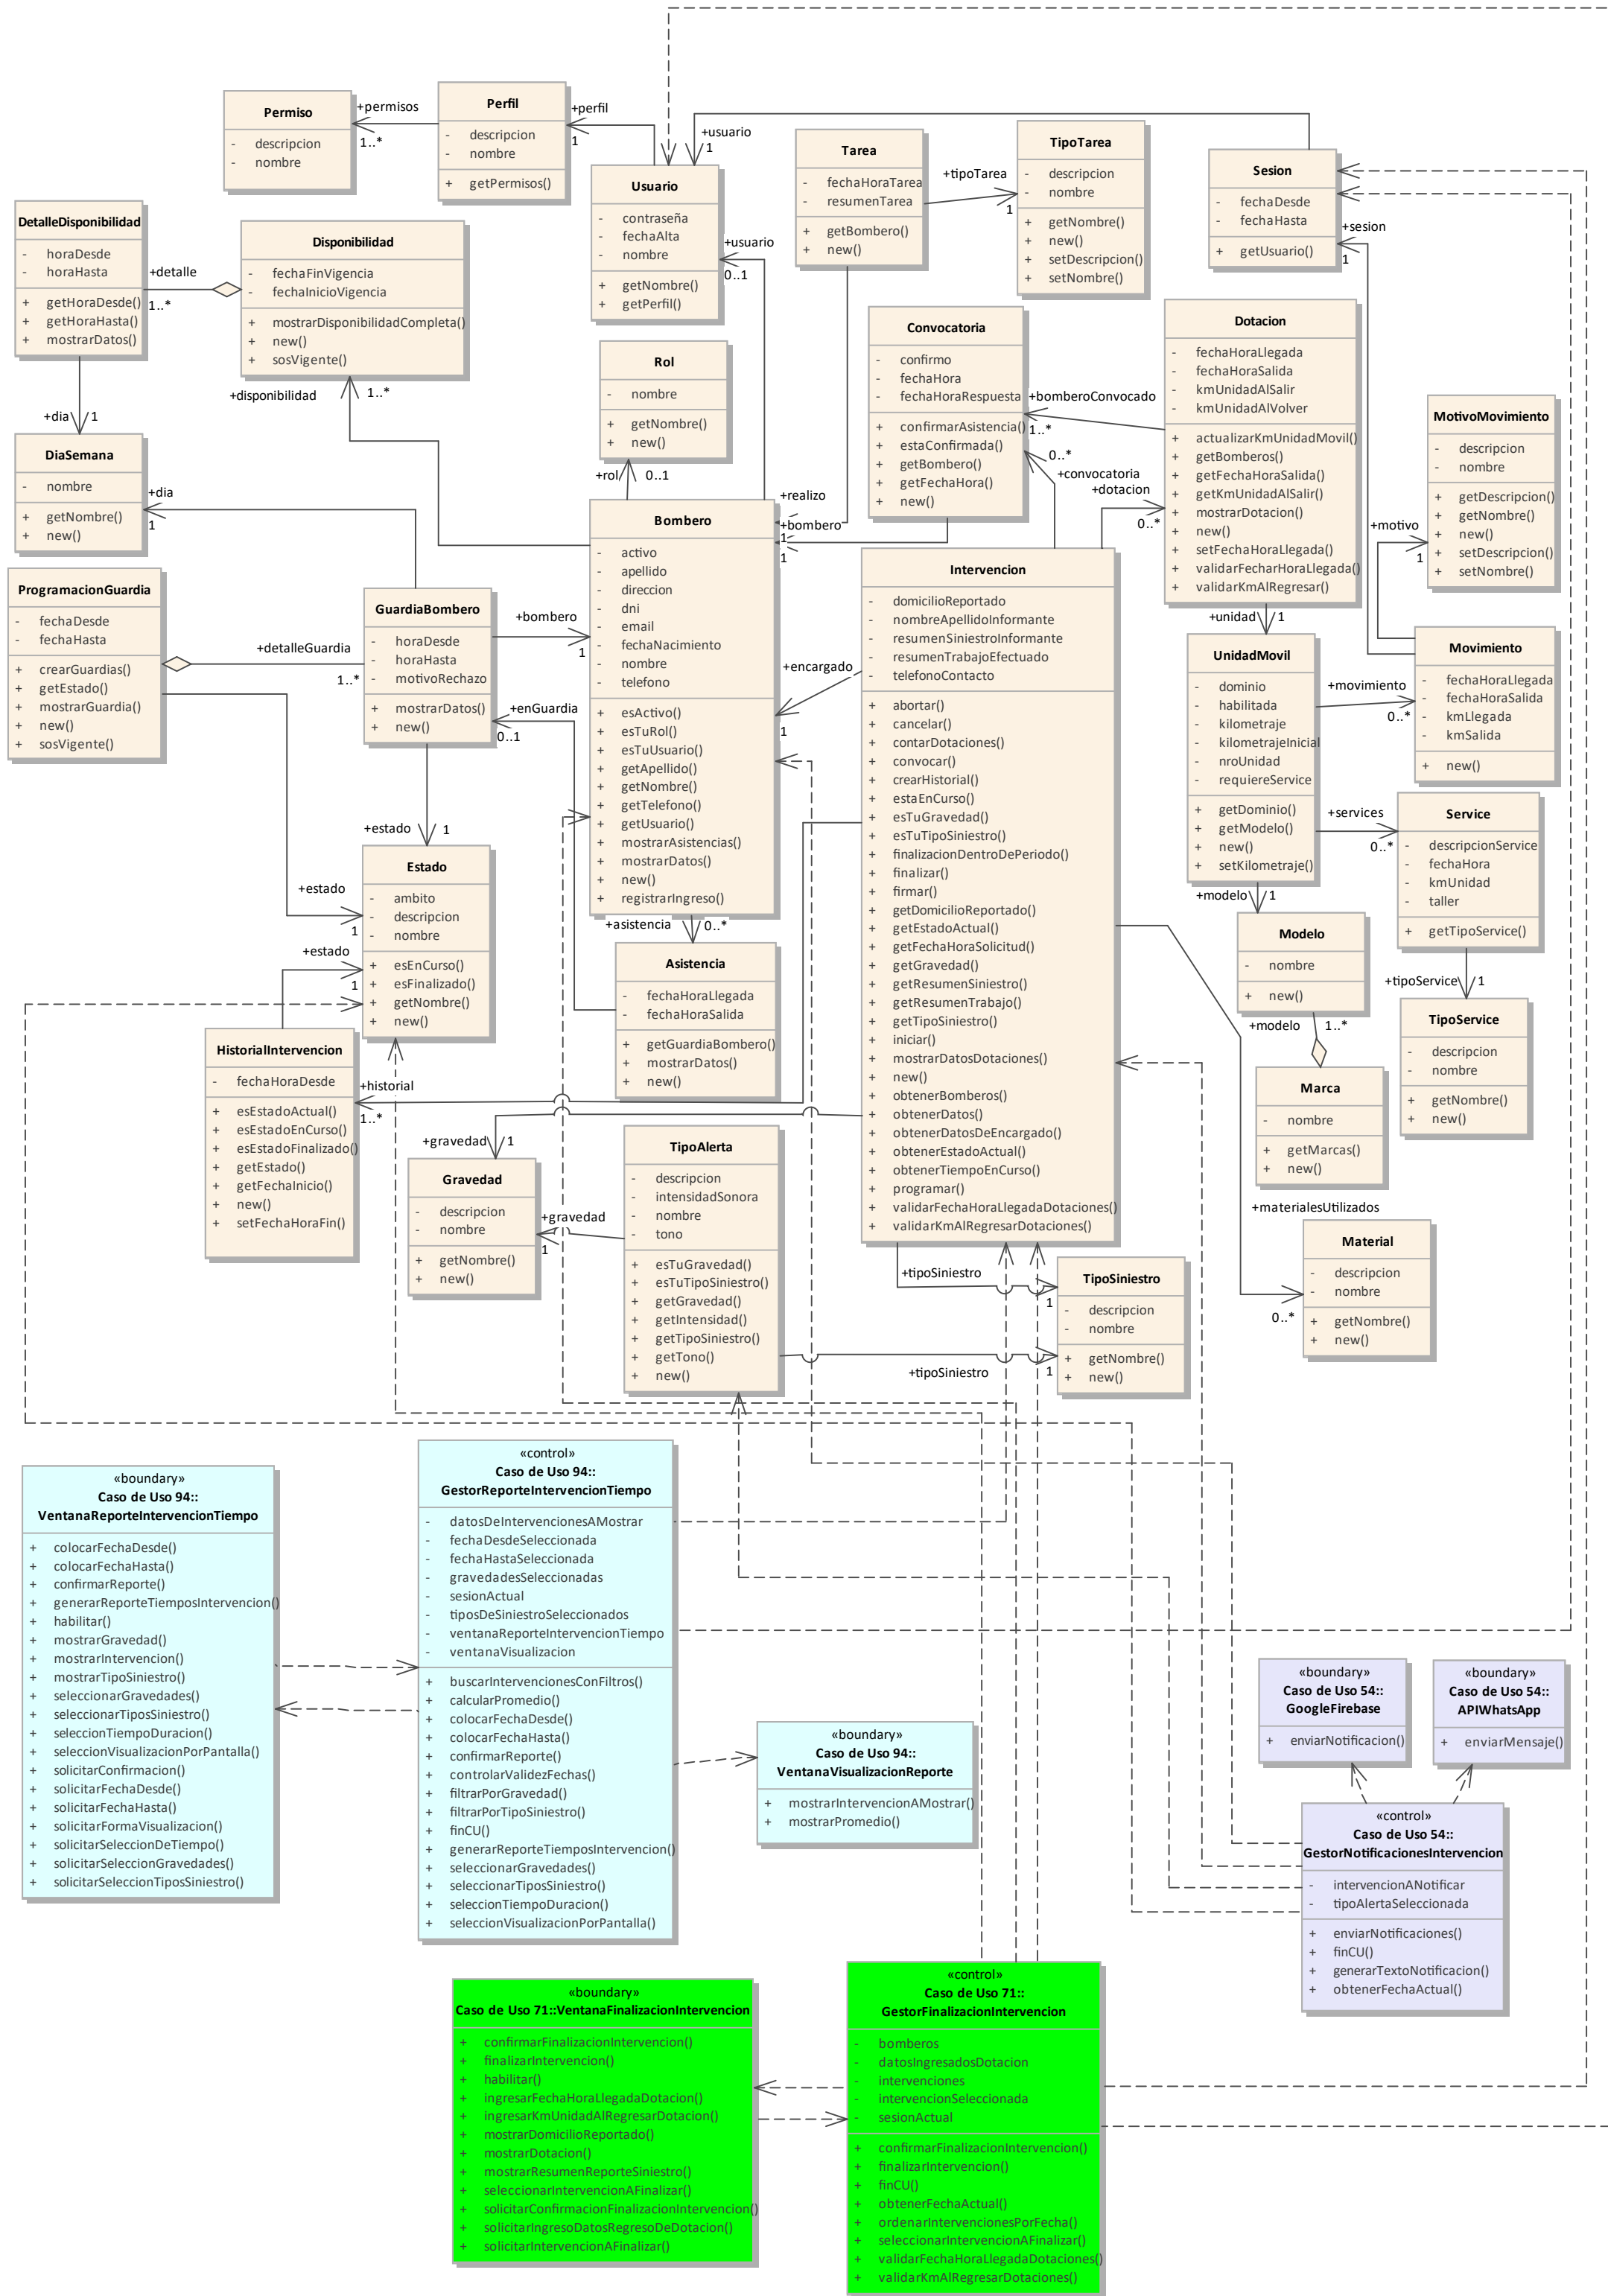 Permiso
- descripcion
- nombre
+permisos
1..*
Perfil
- descripcion
- nombre
+ getPermisos()
+perfil
1
Usuario
- contraseña
- fechaAlta
- nombre
+ getNombre()
+ getPerfil()
+usuario
1
+usuario
0..1
Tarea
- fechaHoraTarea
- resumenTarea
+ getBombero()
+ new()
+tipoTarea
1
TipoTarea
- descripcion
- nombre
+ getNombre()
+ new()
+ setDescripcion()
+ setNombre()
Sesion
- fechaDesde
- fechaHasta
+ getUsuario()
+sesion
1
DetalleDisponibilidad
- horaDesde
- horaHasta
+ getHoraDesde()
+ getHoraHasta()
+ mostrarDatos()
+detalle
1..*
Disponibilidad
- fechaFinVigencia
- fechaInicioVigencia
+ mostrarDisponibilidadCompleta()
+ new()
+ sosVigente()
+disponibilidad
1..*
+dia
1
Rol
- nombre
+ getNombre()
+ new()
+rol
0..1
Convocatoria
- confirmo
- fechaHora
- fechaHoraRespuesta
+ confirmarAsistencia()
+ estaConfirmada()
+ getBombero()
+ getFechaHora()
+ new()
+bomberoConvocado
1..*
0..*
+convocatoria
+dotacion
0..*
Dotacion
- fechaHoraLlegada
- fechaHoraSalida
- kmUnidadAlSalir
- kmUnidadAlVolver
+ actualizarKmUnidadMovil()
+ getBomberos()
+ getFechaHoraSalida()
+ getKmUnidadAlSalir()
+ mostrarDotacion()
+ new()
+ setFechaHoraLlegada()
+ validarFecharHoraLlegada()
+ validarKmAlRegresar()
+unidad
1
MotivoMovimiento
- descripcion
- nombre
+ getDescripcion()
+ getNombre()
+ new()
+ setDescripcion()
+ setNombre()
+motivo
1
DiaSemana
- nombre
+ getNombre()
+ new()
+dia
1
Bombero
- activo
- apellido
- direccion
- dni
- email
- fechaNacimiento
- nombre
- telefono
+ esActivo()
+ esTuRol()
+ esTuUsuario()
+ getApellido()
+ getNombre()
+ getTelefono()
+ getUsuario()
+ mostrarAsistencias()
+ mostrarDatos()
+ new()
+ registrarIngreso()
+realizo
1
+bombero
1
+encargado
1
ProgramacionGuardia
- fechaDesde
- fechaHasta
+ crearGuardias()
+ getEstado()
+ mostrarGuardia()
+ new()
+ sosVigente()
+detalleGuardia
1..*
GuardiaBombero
- horaDesde
- horaHasta
- motivoRechazo
+ mostrarDatos()
+ new()
+bombero
1
+enGuardia
0..1
+estado
1
Intervencion
- domicilioReportado
- nombreApellidoInformante
- resumenSiniestroInformante
- resumenTrabajoEfectuado
- telefonoContacto
+ abortar()
+ cancelar()
+ contarDotaciones()
+ convocar()
+ crearHistorial()
+ estaEnCurso()
+ esTuGravedad()
+ esTuTipoSiniestro()
+ finalizacionDentroDePeriodo()
+ finalizar()
+ firmar()
+ getDomicilioReportado()
+ getEstadoActual()
+ getFechaHoraSolicitud()
+ getGravedad()
+ getResumenSiniestro()
+ getResumenTrabajo()
+ getTipoSiniestro()
+ iniciar()
+ mostrarDatosDotaciones()
+ new()
+ obtenerBomberos()
+ obtenerDatos()
+ obtenerDatosDeEncargado()
+ obtenerEstadoActual()
+ obtenerTiempoEnCurso()
+ programar()
+ validarFechaHoraLlegadaDotaciones()
+ validarKmAlRegresarDotaciones()
UnidadMovil
- dominio
- habilitada
- kilometraje
- kilometrajeInicial
- nroUnidad
- requiereService
+ getDominio()
+ getModelo()
+ new()
+ setKilometraje()
+movimiento
0..*
Movimiento
- fechaHoraLlegada
- fechaHoraSalida
- kmLlegada
- kmSalida
+ new()
+services
0..*
Service
- descripcionService
- fechaHora
- kmUnidad
- taller
+ getTipoService()
+tipoService
1
TipoService
- descripcion
- nombre
+ getNombre()
+ new()
+modelo
1
Modelo
- nombre
+ new()
+modelo
1..*
Marca
- nombre
+ getMarcas()
+ new()
+estado
1
Estado
- ambito
- descripcion
- nombre
+ esEnCurso()
+ esFinalizado()
+ getNombre()
+ new()
+estado
1
+asistencia
0..*
Asistencia
- fechaHoraLlegada
- fechaHoraSalida
+ getGuardiaBombero()
+ mostrarDatos()
+ new()
HistorialIntervencion
- fechaHoraDesde
+ esEstadoActual()
+ esEstadoEnCurso()
+ esEstadoFinalizado()
+ getEstado()
+ getFechaInicio()
+ new()
+ setFechaHoraFin()
+historial
1..*
+gravedad
1
Gravedad
- descripcion
- nombre
+ getNombre()
+ new()
+gravedad
1
TipoAlerta
- descripcion
- intensidadSonora
- nombre
- tono
+ esTuGravedad()
+ esTuTipoSiniestro()
+ getGravedad()
+ getIntensidad()
+ getTipoSiniestro()
+ getTono()
+ new()
+tipoSiniestro
1
+tipoSiniestro
1
TipoSiniestro
- descripcion
- nombre
+ getNombre()
+ new()
+materialesUtilizados
0..*
Material
- descripcion
- nombre
+ getNombre()
+ new()
«boundary»
Caso de Uso 94::
VentanaReporteIntervencionTiempo
+ colocarFechaDesde()
+ colocarFechaHasta()
+ confirmarReporte()
+ generarReporteTiemposIntervencion()
+ habilitar()
+ mostrarGravedad()
+ mostrarIntervencion()
+ mostrarTipoSiniestro()
+ seleccionarGravedades()
+ seleccionarTiposSiniestro()
+ seleccionTiempoDuracion()
+ seleccionVisualizacionPorPantalla()
+ solicitarConfirmacion()
+ solicitarFechaDesde()
+ solicitarFechaHasta()
+ solicitarFormaVisualizacion()
+ solicitarSeleccionDeTiempo()
+ solicitarSeleccionGravedades()
+ solicitarSeleccionTiposSiniestro()
«control»
Caso de Uso 94::
GestorReporteIntervencionTiempo
- datosDeIntervencionesAMostrar
- fechaDesdeSeleccionada
- fechaHastaSeleccionada
- gravedadesSeleccionadas
- sesionActual
- tiposDeSiniestroSeleccionados
- ventanaReporteIntervencionTiempo
- ventanaVisualizacion
+ buscarIntervencionesConFiltros()
+ calcularPromedio()
+ colocarFechaDesde()
+ colocarFechaHasta()
+ confirmarReporte()
+ controlarValidezFechas()
+ filtrarPorGravedad()
+ filtrarPorTipoSiniestro()
+ finCU()
+ generarReporteTiemposIntervencion()
+ seleccionarGravedades()
+ seleccionarTiposSiniestro()
+ seleccionTiempoDuracion()
+ seleccionVisualizacionPorPantalla()
«boundary»
Caso de Uso 94::
VentanaVisualizacionReporte
+ mostrarIntervencionAMostrar()
+ mostrarPromedio()
«boundary»
Caso de Uso 54::
GoogleFirebase
+ enviarNotificacion()
«boundary»
Caso de Uso 54::
APIWhatsApp
+ enviarMensaje()
«control»
Caso de Uso 54::
GestorNotificacionesIntervencion
- intervencionANotificar
- tipoAlertaSeleccionada
+ enviarNotificaciones()
+ finCU()
+ generarTextoNotificacion()
+ obtenerFechaActual()
«boundary»
Caso de Uso 71::VentanaFinalizacionIntervencion
+ confirmarFinalizacionIntervencion()
+ finalizarIntervencion()
+ habilitar()
+ ingresarFechaHoraLlegadaDotacion()
+ ingresarKmUnidadAlRegresarDotacion()
+ mostrarDomicilioReportado()
+ mostrarDotacion()
+ mostrarResumenReporteSiniestro()
+ seleccionarIntervencionAFinalizar()
+ solicitarConfirmacionFinalizacionIntervencion()
+ solicitarIngresoDatosRegresoDeDotacion()
+ solicitarIntervencionAFinalizar()
«control»
Caso de Uso 71::
GestorFinalizacionIntervencion
- bomberos
- datosIngresadosDotacion
- intervenciones
- intervencionSeleccionada
- sesionActual
+ confirmarFinalizacionIntervencion()
+ finalizarIntervencion()
+ finCU()
+ obtenerFechaActual()
+ ordenarIntervencionesPorFecha()
+ seleccionarIntervencionAFinalizar()
+ validarFechaHoraLlegadaDotaciones()
+ validarKmAlRegresarDotaciones()